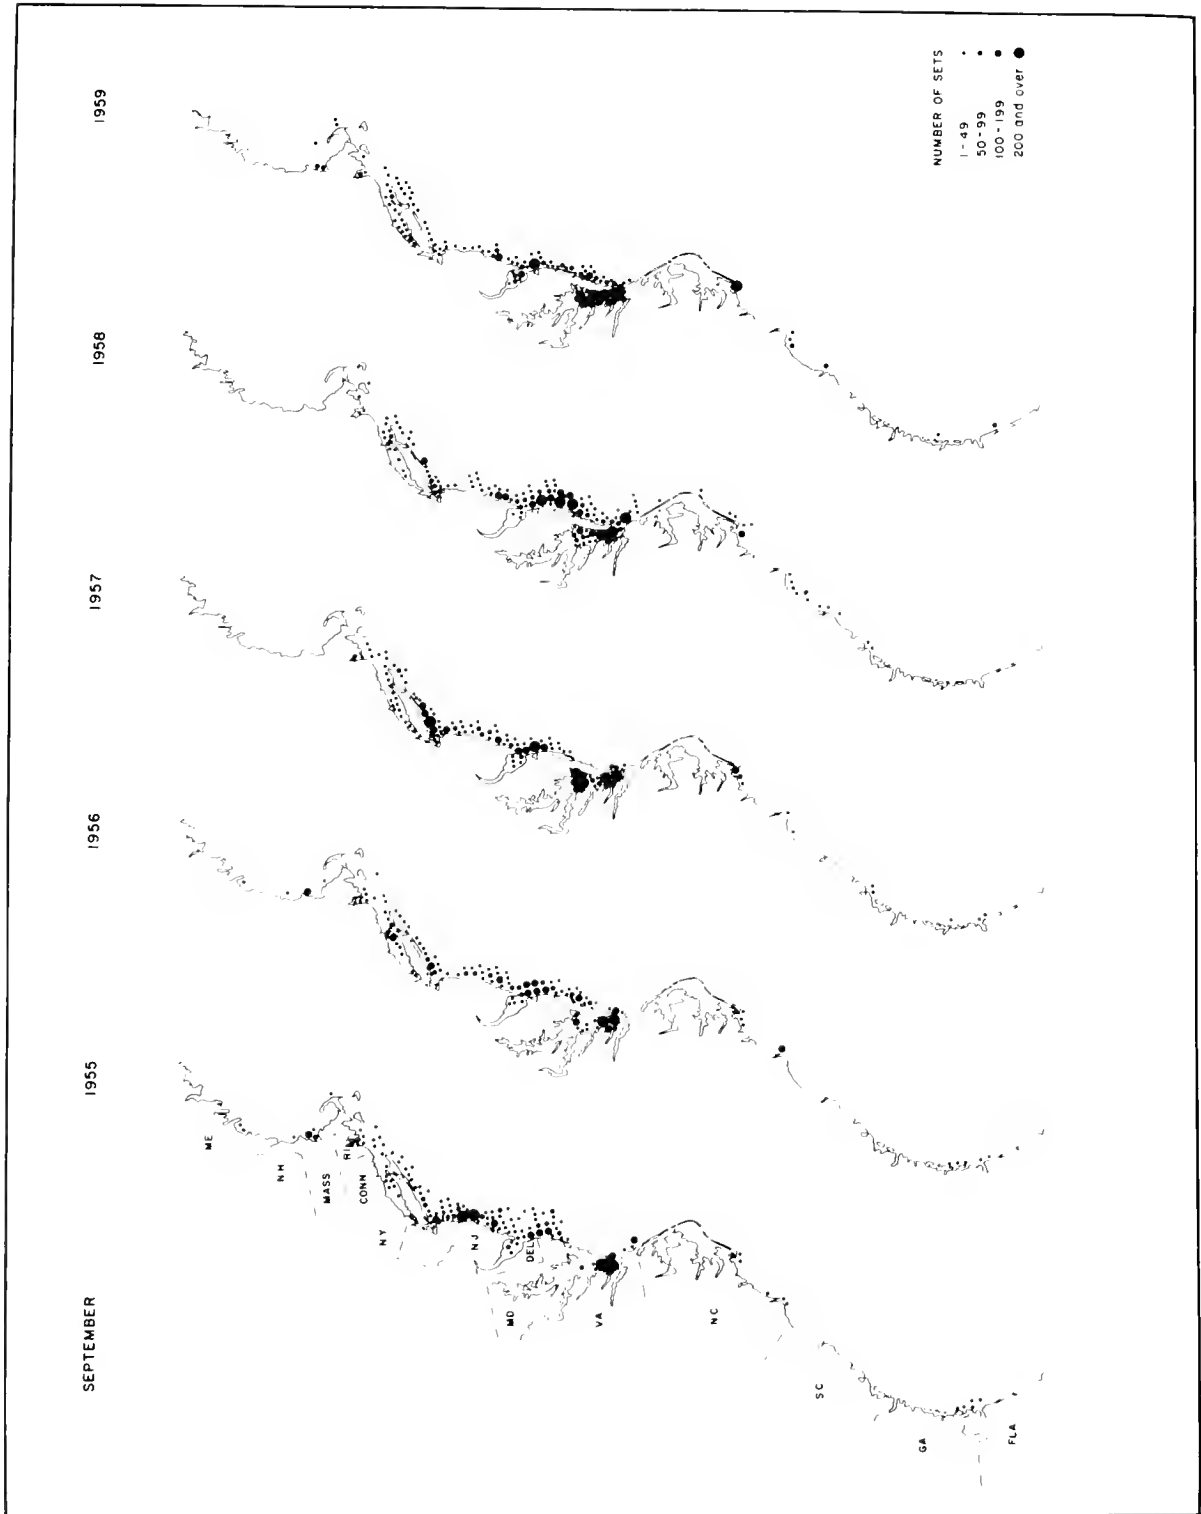 SEPTEMBER
1955
1956
1957
1958
1959
ME
NH
MASS
RI
CONN
NY
NJ
DEL
MD
VA
NC
SC
GA
FLA
NUMBER OF SETS
1-49
50-99
100-199
200 and over